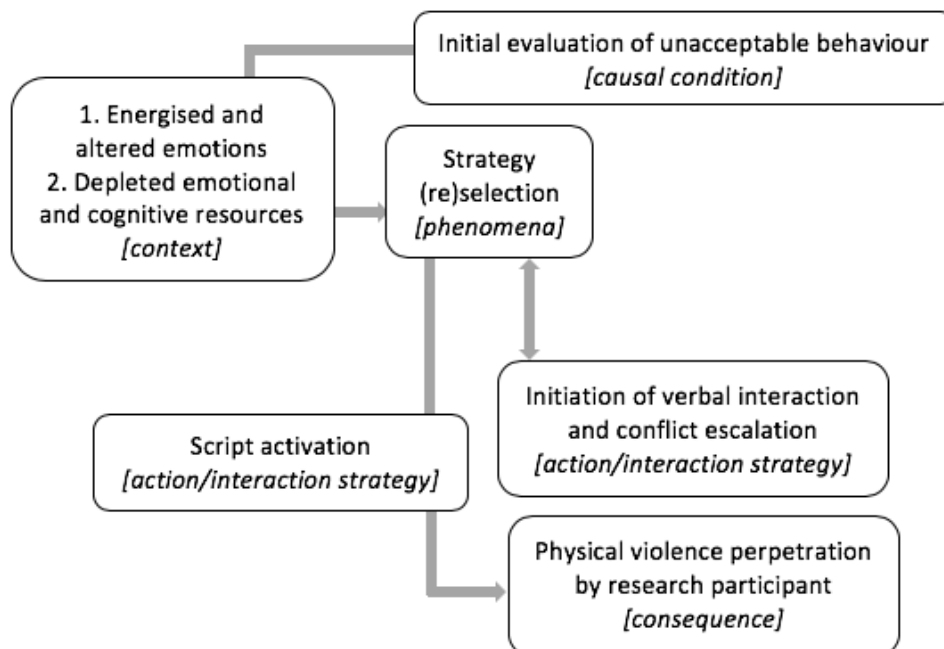 Initial evaluation of unacceptable behaviour
[causal condition]
1. Energised and
altered emotions
2. Depleted emotional
and cognitive resources
[context]
Strategy
(re)selection
[phenomena]
Initiation of verbal interaction
and conflict escalation
[action/interaction strategy]
Script activation
[action/interaction strategy]
Physical violence perpetration
by research participant
[consequence]